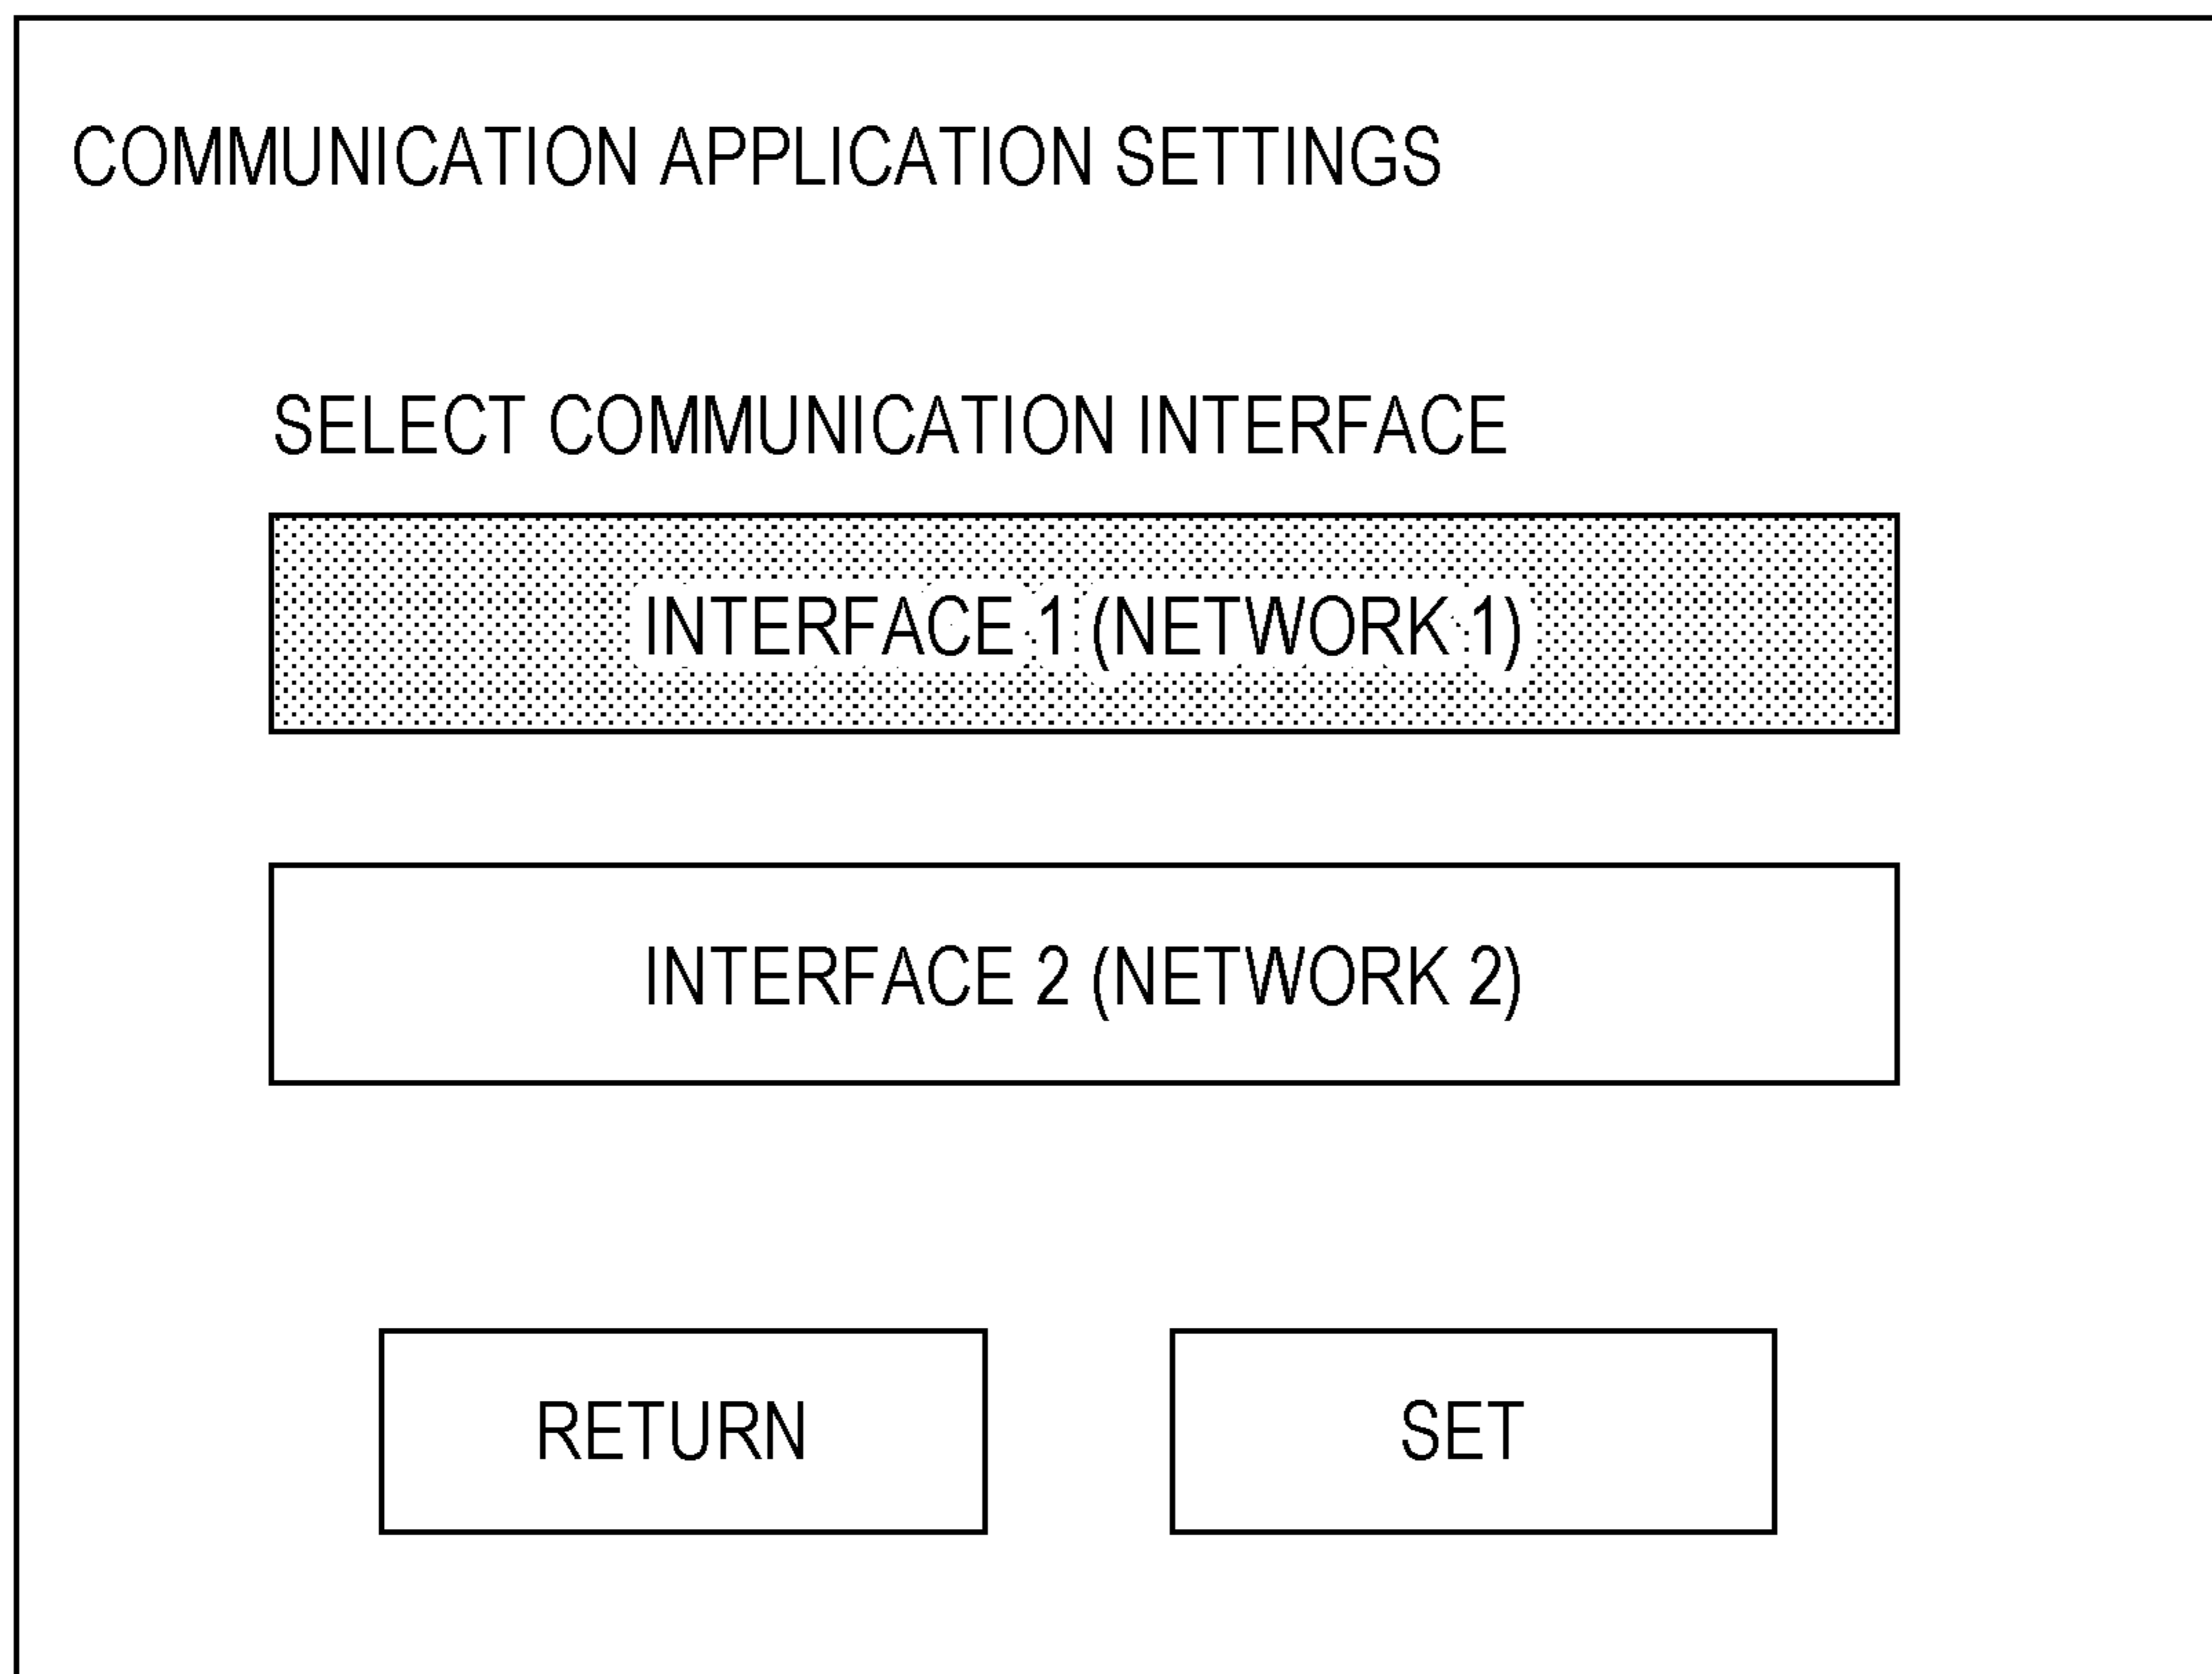 COMMUNICATION APPLICATION SETTINGS
SELECT COMMUNICATION INTERFACE
INTERFACE 1 (NETWORK 1)
INTERFACE 2 (NETWORK 2)
RETURN SET